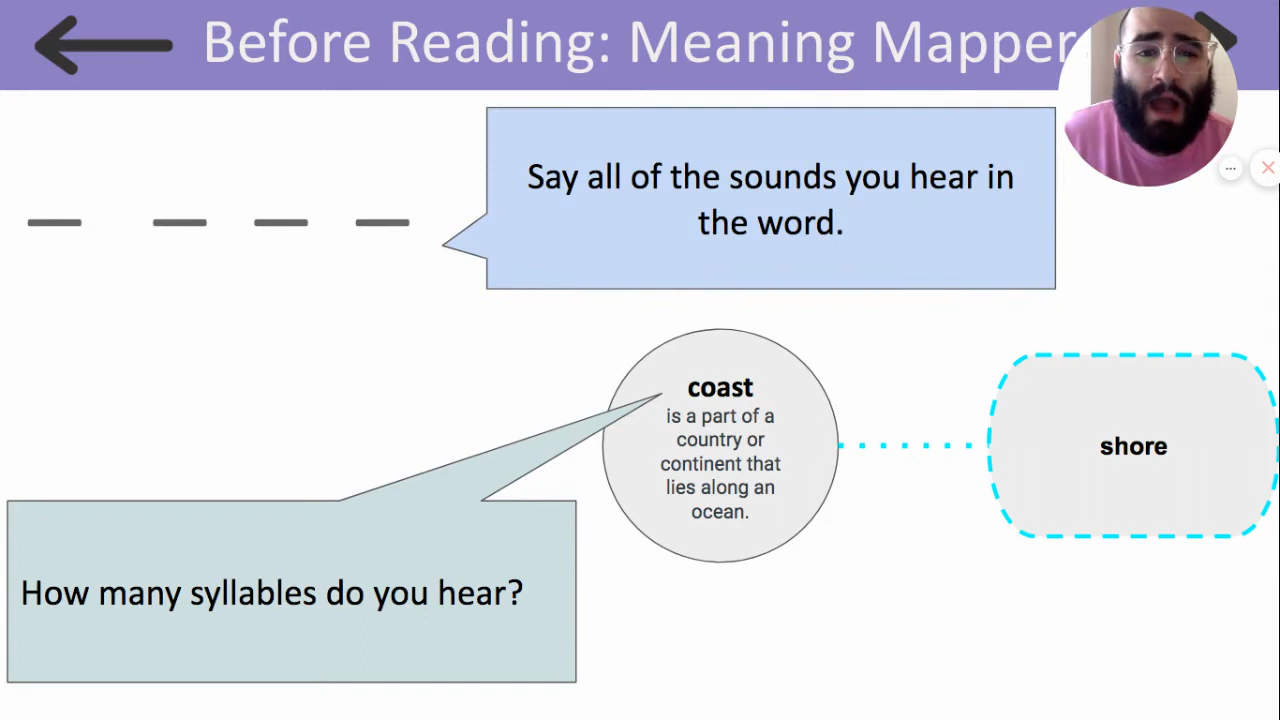 Before Reading: Meaning Mapper
Say all of the sounds you hear in
the word.
coast
is a part of a
country or
continent that
lies along an
ocean.
shore
How many syllables do you hear?